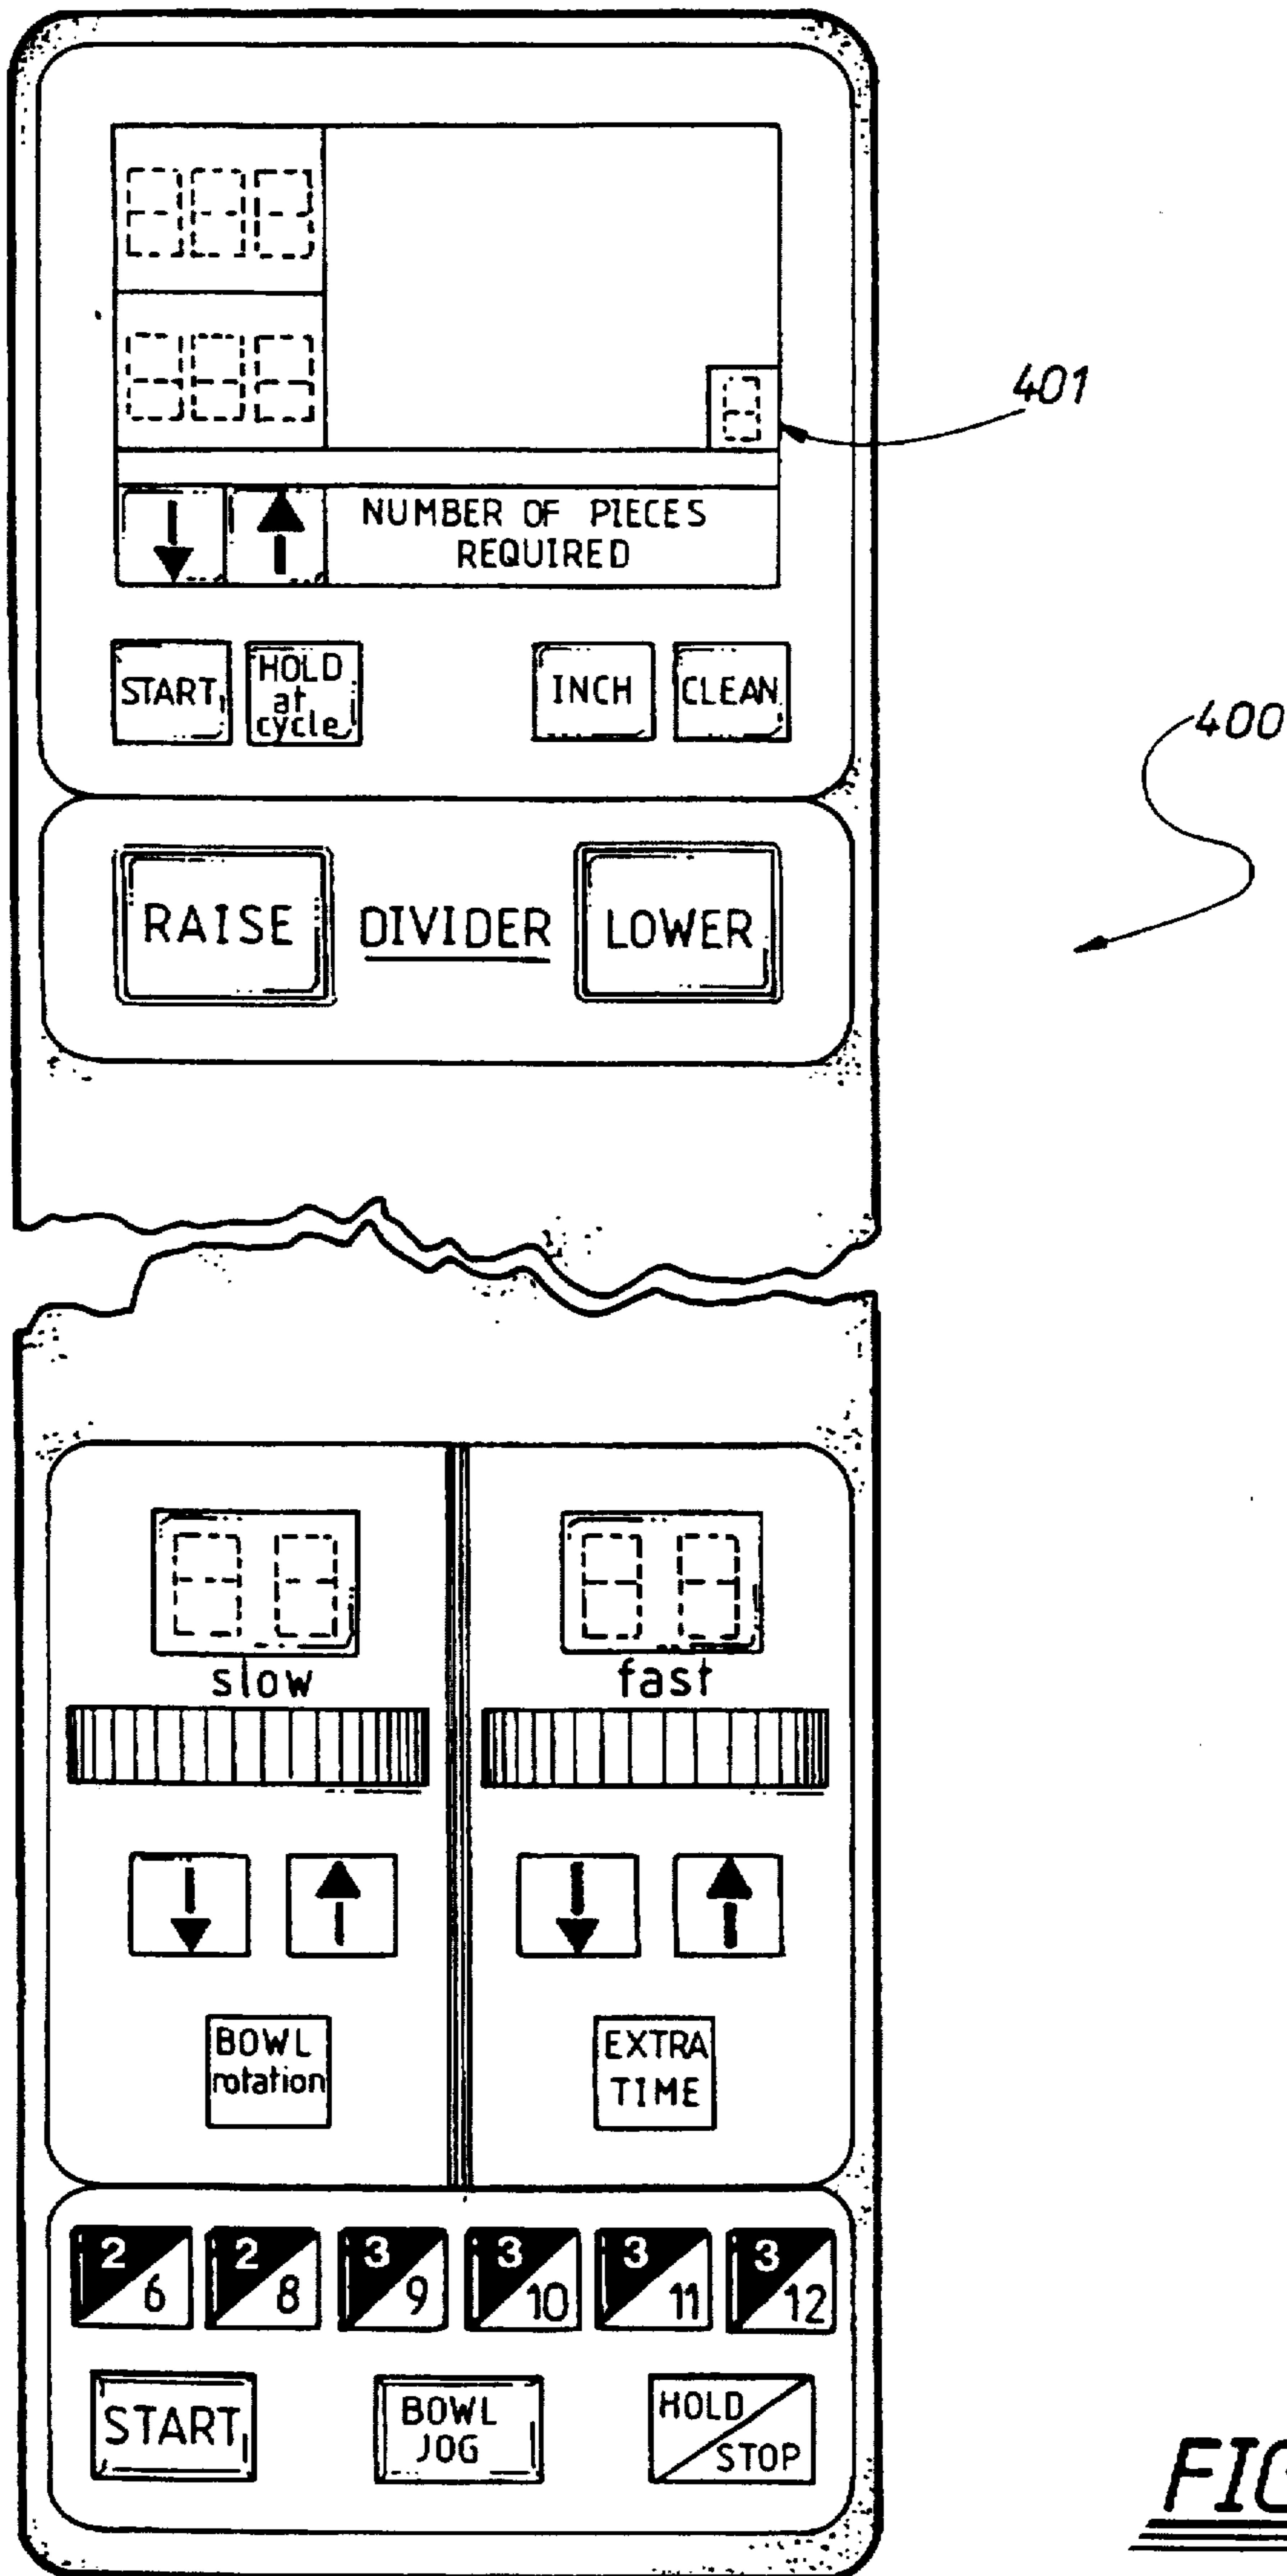 401
NUMBER OF PIECES
REQUIRED
START
HOLD
at
cycle
INCH
CLEAN
400
RAISE
DIVIDER
LOWER
slow
fast
BOWL
rotation
EXTRA
TIME
2
6
2
8
3
9
3
10
3
11
3
12
START
BOWL
JOG
HOLD
STOP